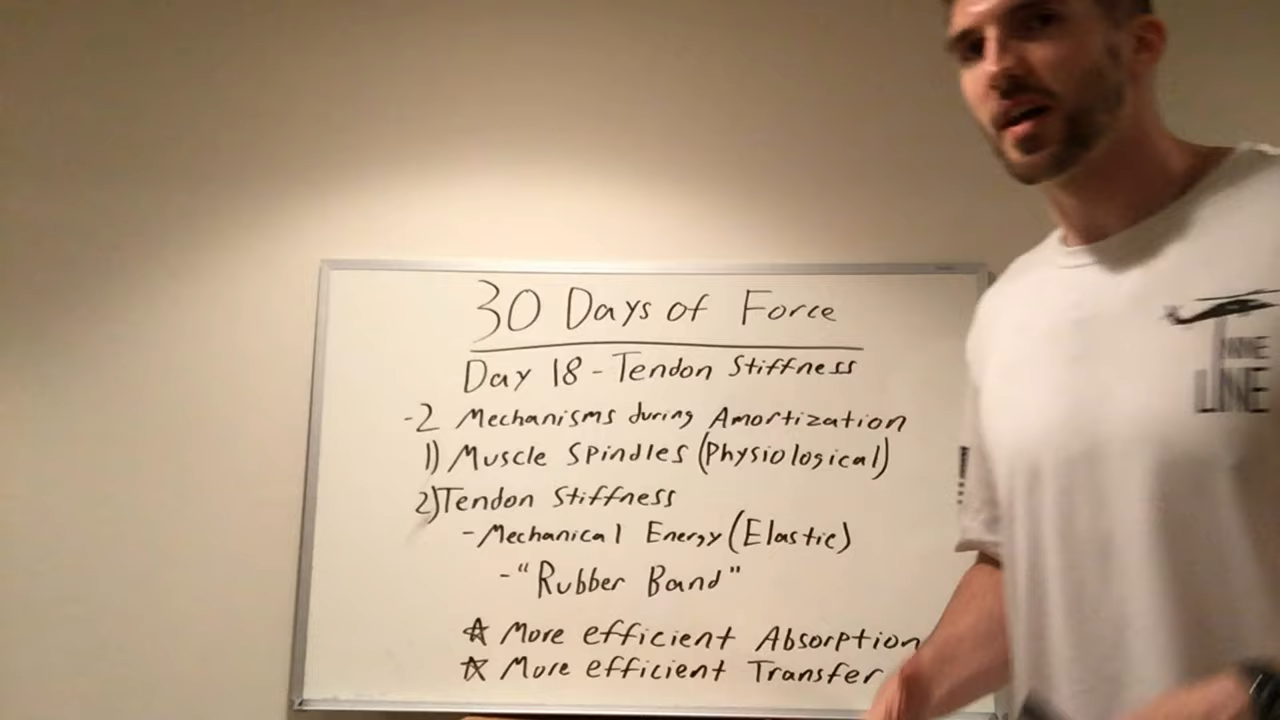 30 Days of Force
Day 18 - Tendon Stiffness
- 2 Mechanisms during Amortization
1) Muscle Spindles (Physiological)
2) Tendon Stiffness
- Mechanical Energy (Elastic)
- "Rubber Band"
☆ More efficient Absorption
☆ More efficient Transfer
LINE